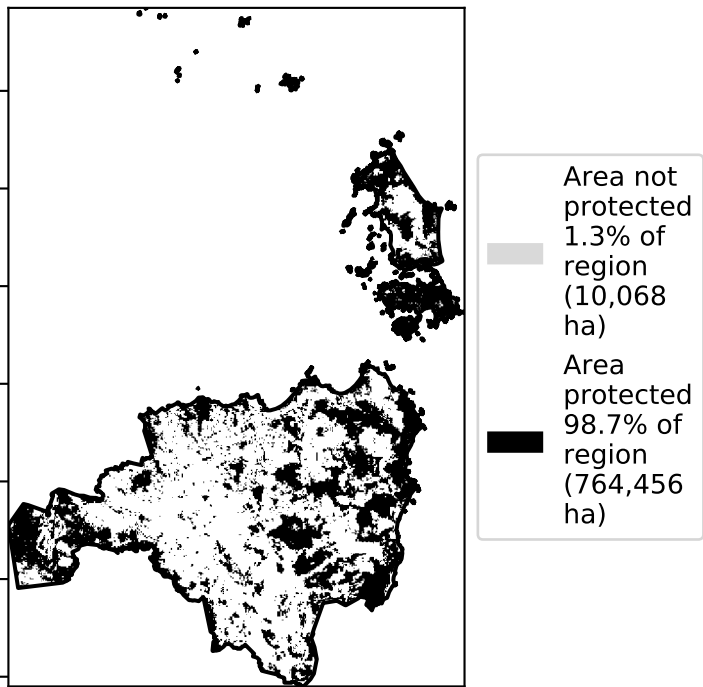 Area not
protected
1.3% of
region
(10,068
ha)
Area
protected
98.7% of
region
(764,456
ha)